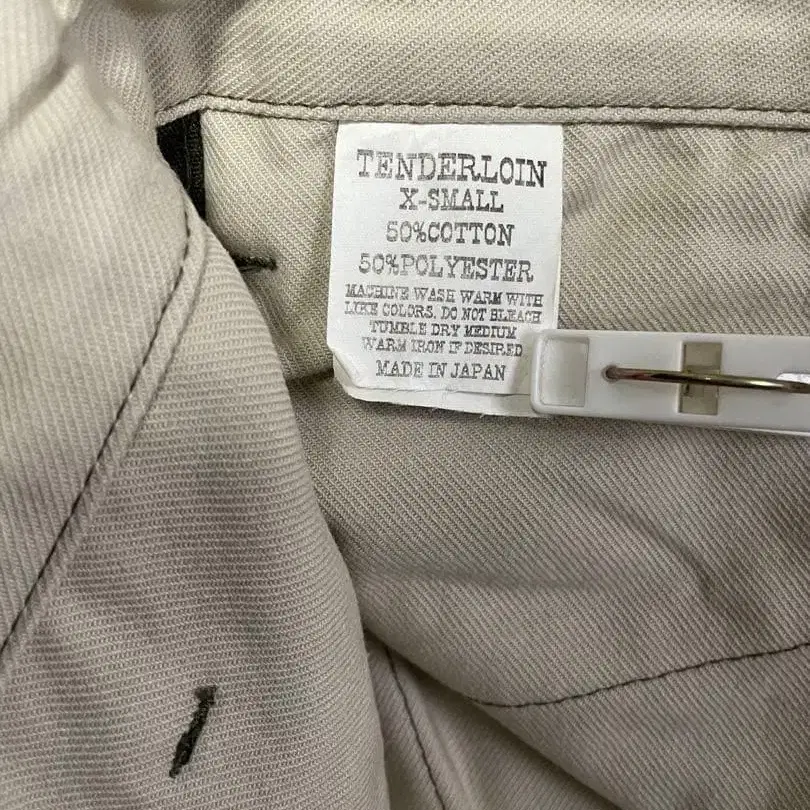 TENDERLOIN
X-SMALL
50%COTTON
50%POLYESTER
MACHINE WASH WARM WITH
LIKE COLORS. DO NOT BLEACH
TUMBLE DRY MEDIUM
WARM IRON IF DESIRED
MADE IN JAPAN